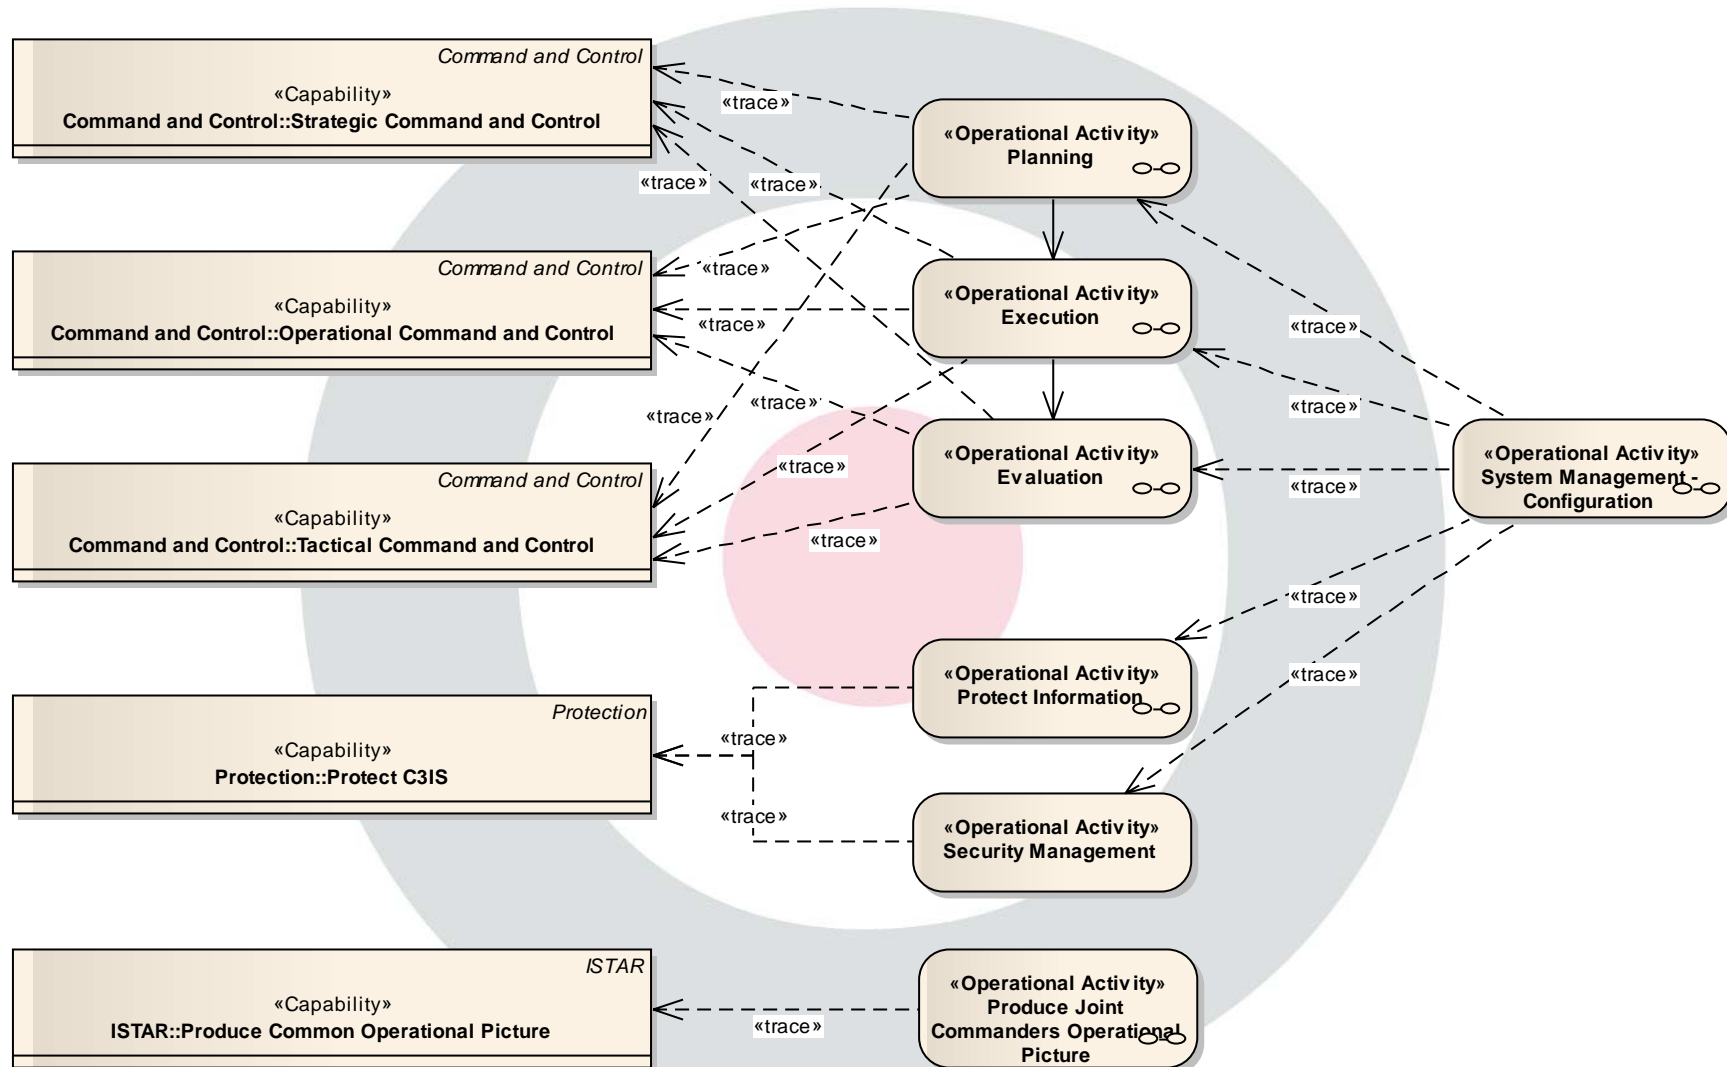 Command and Control
«Capability»
Command and Control::Strategic Command and Control
«trace»
«Operational Activity»
Planning
«trace»
«trace»
Command and Control
«Capability»
Command and Control::Operational Command and Control
«trace»
«trace»
«Operational Activity»
Execution
«trace»
«trace»
«trace»
«trace»
Command and Control
«Capability»
Command and Control::Tactical Command and Control
«trace»
«trace»
«Operational Activity»
Evaluation
«trace»
«Operational Activity»
System Management -
Configuration
«trace»
«trace»
Protection
«Capability»
Protection::Protect C3IS
«trace»
«trace»
«Operational Activity»
Protect Information
«Operational Activity»
Security Management
ISTAR
«Capability»
ISTAR::Produce Common Operational Picture
«trace»
«Operational Activity»
Produce Joint
Commanders Operational
Picture